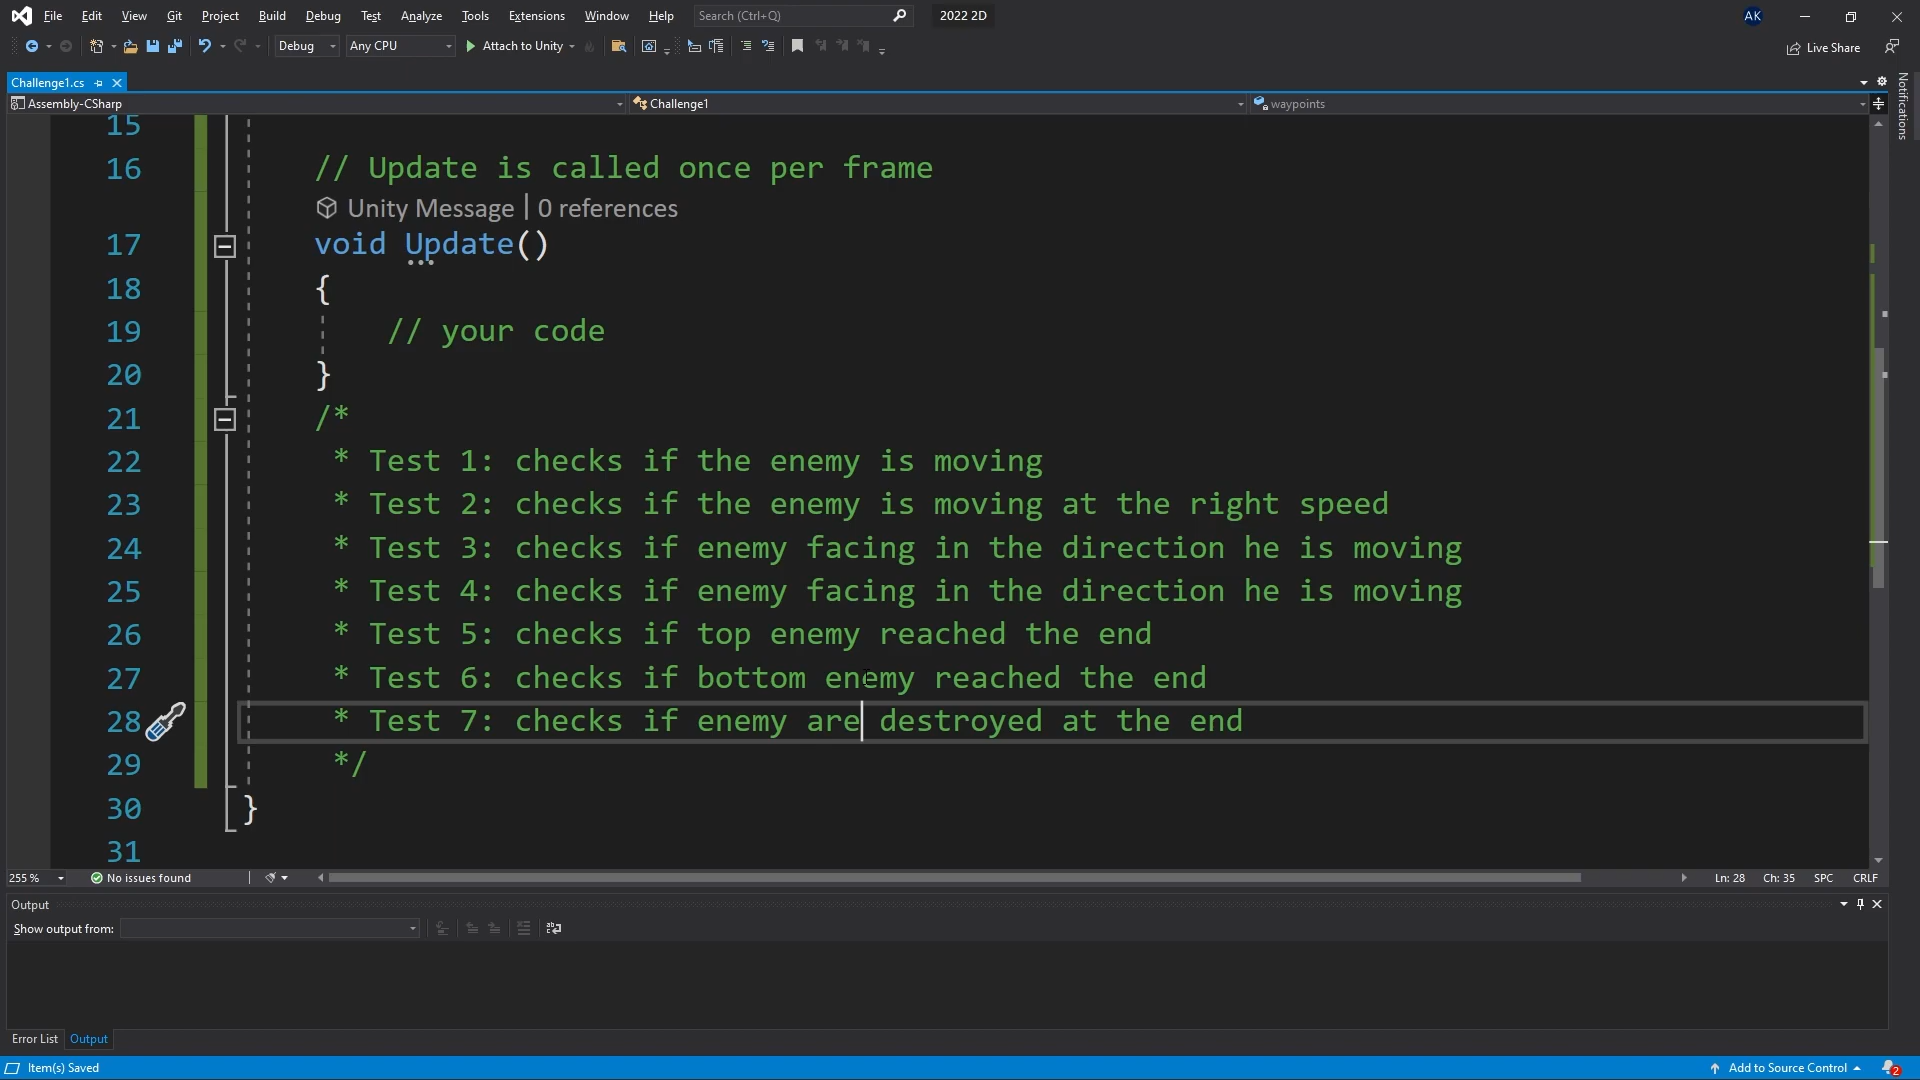 File Edit View Git Project Build Debug Test Analyze Tools Extensions Window Help Search (Ctrl+Q) 2022 2D AK
Debug Any CPU Attach to Unity Live Share
Challenge1.cs
Notifications
Assembly-CSharp Challenge1 waypoints
15
16 // Update is called once per frame
Unity Message | 0 references
17 void Update()
18 {
19 // your code
20 }
21 /*
22 * Test 1: checks if the enemy is moving
23 * Test 2: checks if the enemy is moving at the right speed
24 * Test 3: checks if enemy facing in the direction he is moving
25 * Test 4: checks if enemy facing in the direction he is moving
26 * Test 5: checks if top enemy reached the end
27 * Test 6: checks if bottom enemy reached the end
28 * Test 7: checks if enemy are destroyed at the end
29 */
30 }
31
255 % No issues found Ln: 28 Ch: 35 SPC CRLF
Output
Show output from:
Error List Output
Item(s) Saved Add to Source Control 2